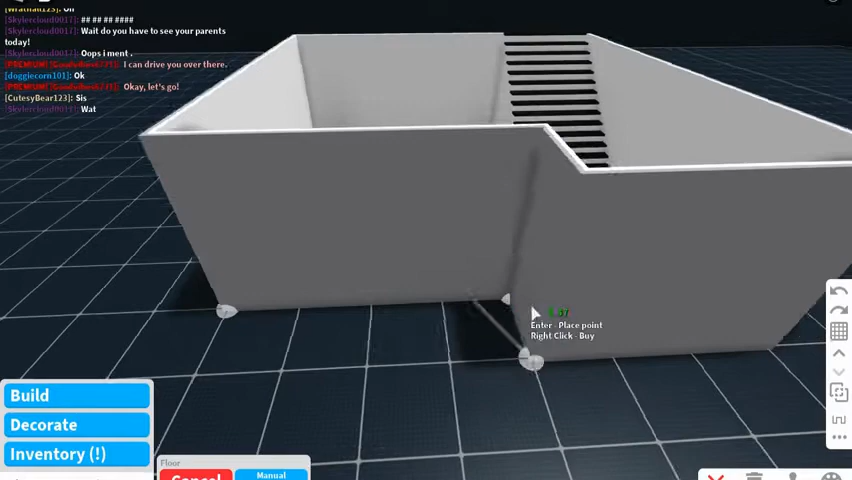 [Skylercloud0017]: ## ## ## ####
[Skylercloud0017]: Wait do you have to see your parents
today!
[Skylercloud0017]: Oops i ment .
I can drive you over there.
[doggiecorn101]: Ok
Okay, let's go!
[CutesyBear123]: Sis
[Skylercloud0017]: Wat
Enter - Place point
Right Click - Buy
Build
Decorate
Inventory (!)
Floor
Cancel
Manual